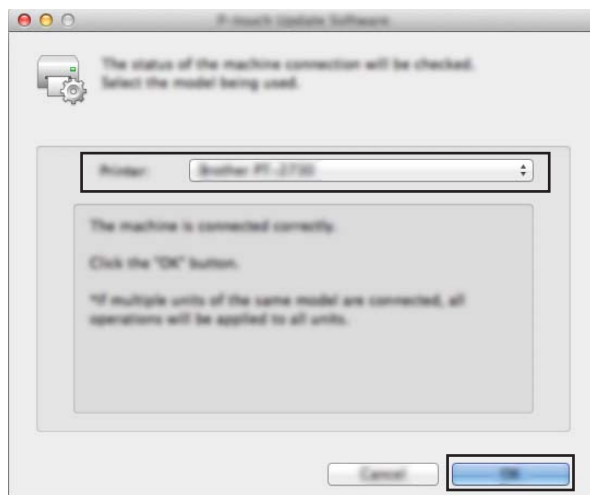 P-touch Update Software
The status of the machine connection will be checked.
Select the model being used.
Printer: Brother PT-2730
The machine is connected correctly.
Click the "OK" button.
*If multiple units of the same model are connected, all
operations will be applied to all units.
Cancel OK